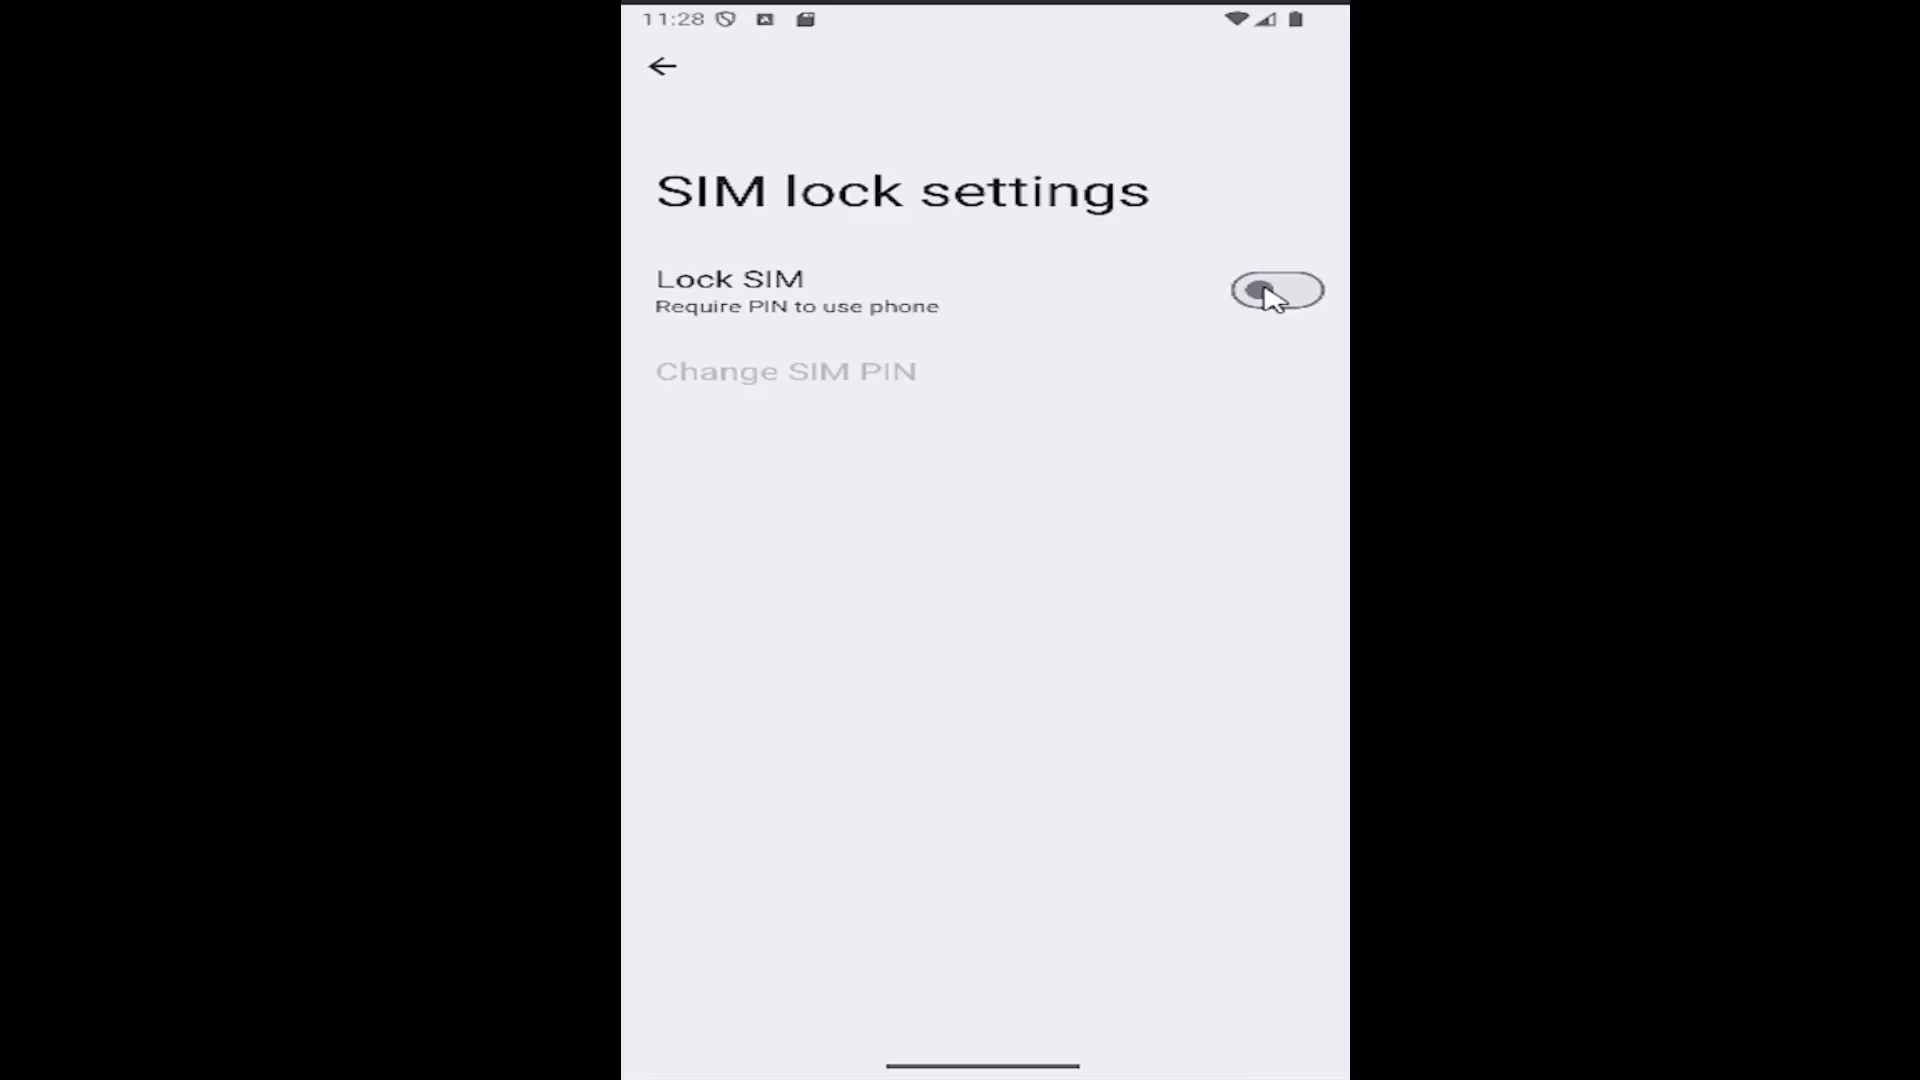 11:28
SIM lock settings
Lock SIM
Require PIN to use phone
Change SIM PIN